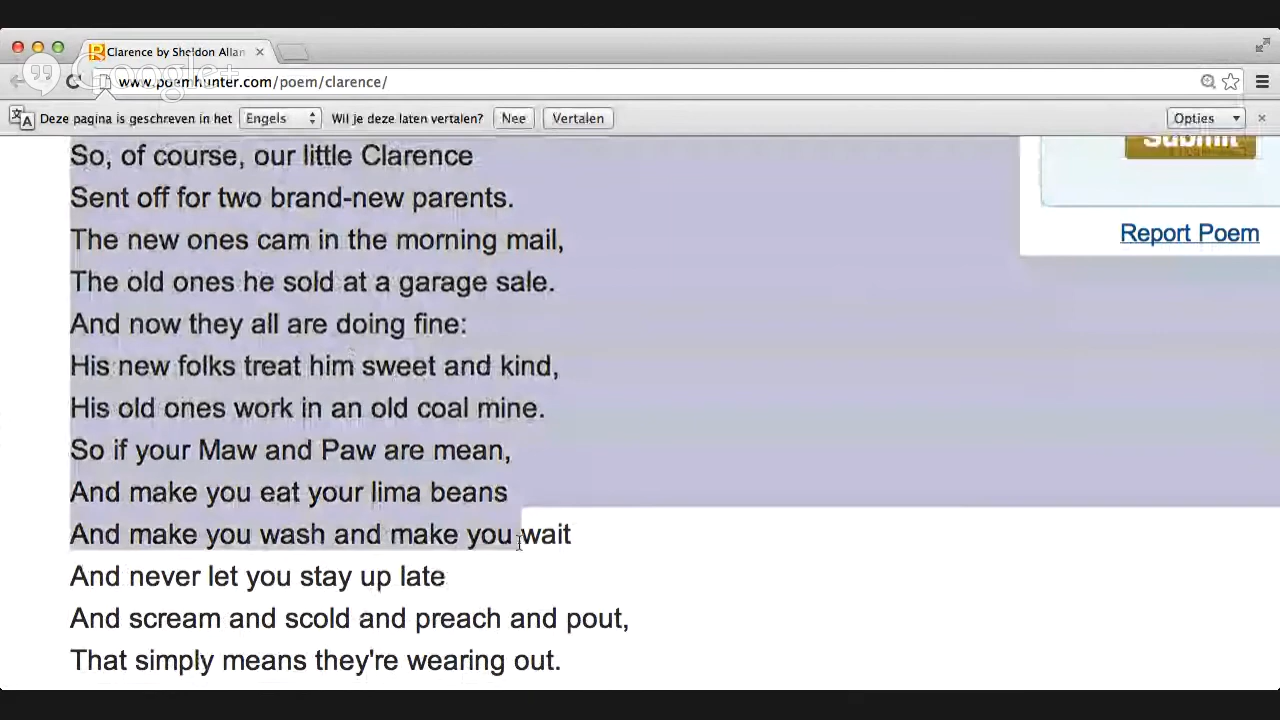 Clarence by Sheldon Allan
Google+
www.poemhunter.com/poem/clarence/
Deze pagina is geschreven in het Engels Wil je deze laten vertalen? Nee Vertalen Opties
Submit
Report Poem
So, of course, our little Clarence
Sent off for two brand-new parents.
The new ones cam in the morning mail,
The old ones he sold at a garage sale.
And now they all are doing fine:
His new folks treat him sweet and kind,
His old ones work in an old coal mine.
So if your Maw and Paw are mean,
And make you eat your lima beans
And make you wash and make you wait
And never let you stay up late
And scream and scold and preach and pout,
That simply means they're wearing out.